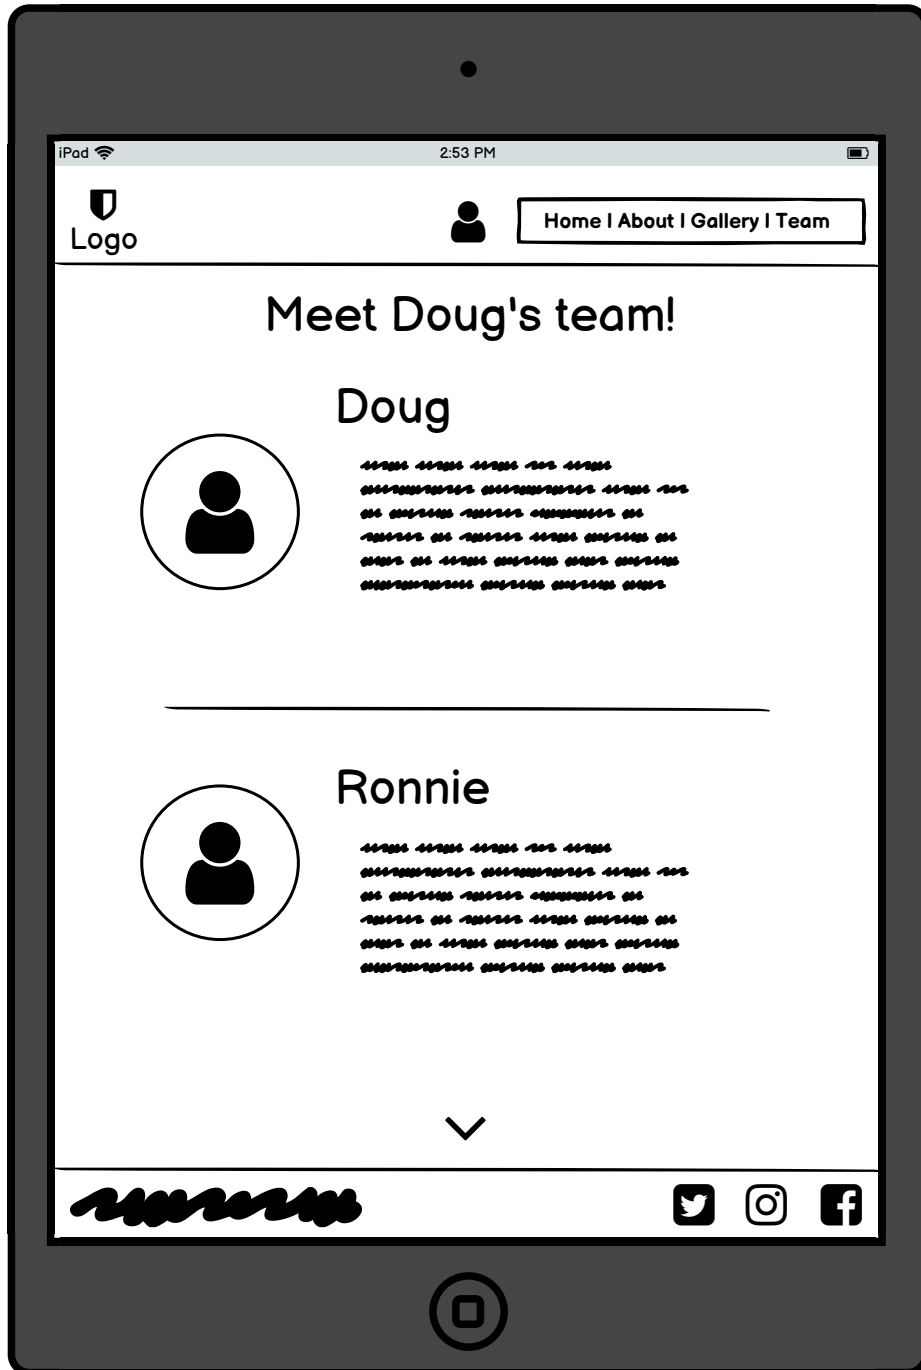 iPad 2:53 PM
Logo
Home | About | Gallery | Team
Meet Doug's team!
Doug
Ronnie